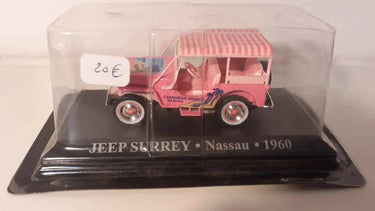 20€
JEEP SURREY • Nassau • 1960